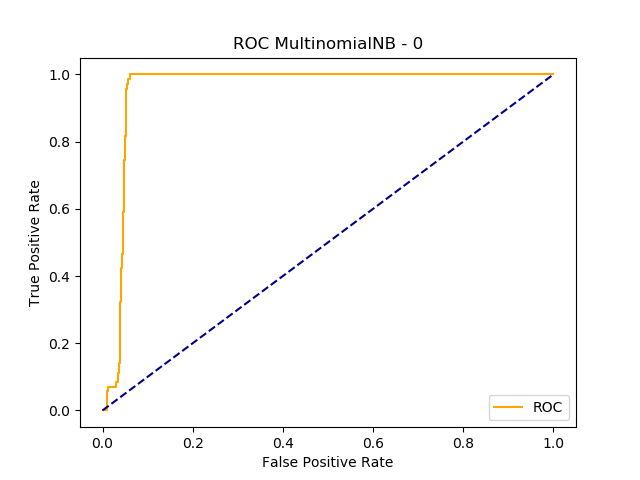 ROC MultinomialNB - 0
1.0
0.8
0.6
0.4
0.2
0.0
True Positive Rate
0.0 0.2 0.4 0.6 0.8 1.0
False Positive Rate
ROC